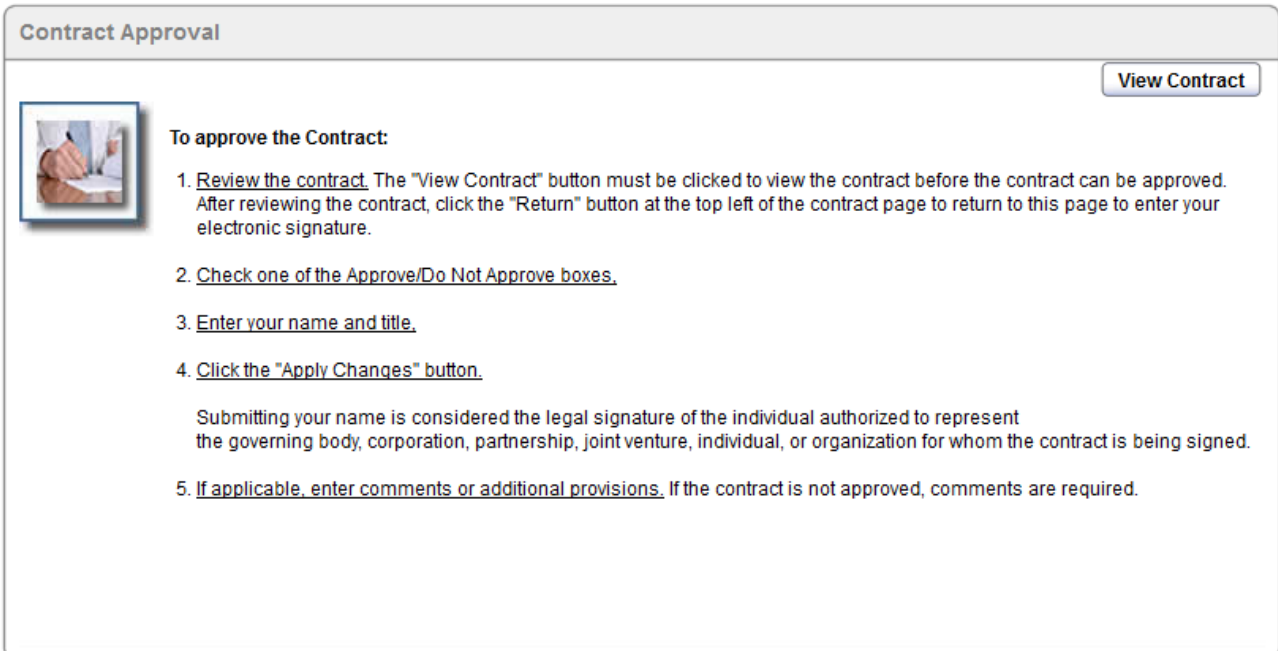 Contract Approval
View Contract
To approve the Contract:
1. Review the contract. The "View Contract" button must be clicked to view the contract before the contract can be approved.
After reviewing the contract, click the "Return" button at the top left of the contract page to return to this page to enter your
electronic signature.
2. Check one of the Approve/Do Not Approve boxes,
3. Enter your name and title,
4. Click the "Apply Changes" button.
Submitting your name is considered the legal signature of the individual authorized to represent
the governing body, corporation, partnership, joint venture, individual, or organization for whom the contract is being signed.
5. If applicable, enter comments or additional provisions. If the contract is not approved, comments are required.